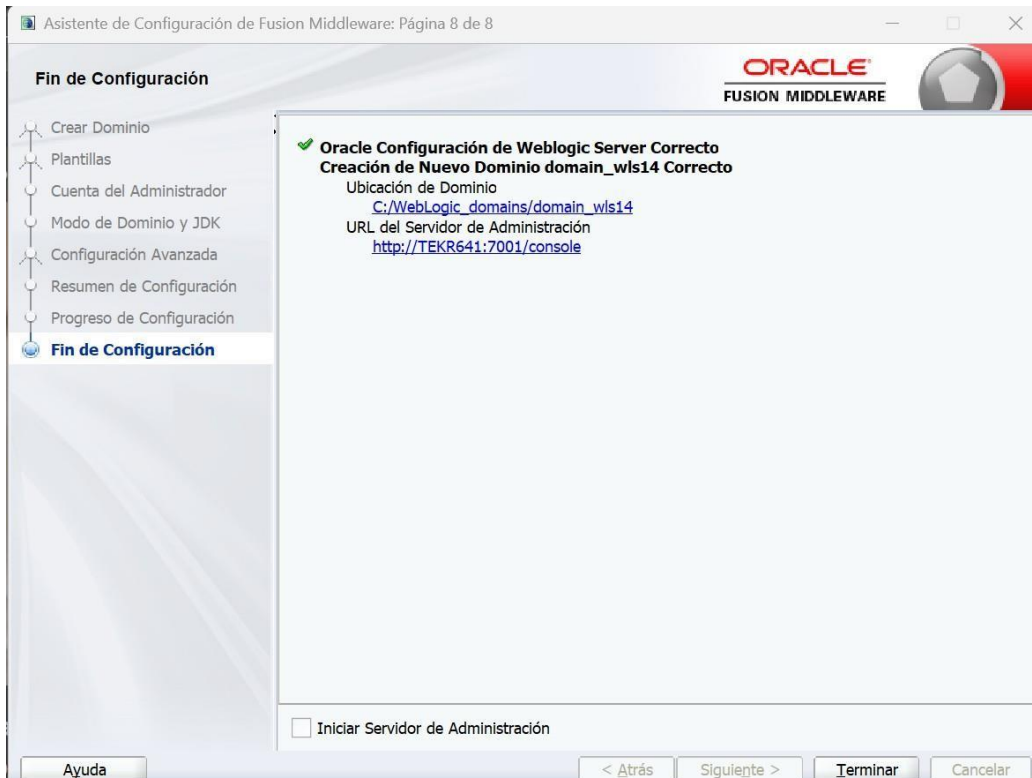 Asistente de Configuración de Fusion Middleware: Página 8 de 8
Fin de Configuración
ORACLE
FUSION MIDDLEWARE
Crear Dominio
Plantillas
Cuenta del Administrador
Modo de Dominio y JDK
Configuración Avanzada
Resumen de Configuración
Progreso de Configuración
Fin de Configuración
Oracle Configuración de Weblogic Server Correcto
Creación de Nuevo Dominio domain_wls14 Correcto
Ubicación de Dominio
C:/WebLogic_domains/domain_wls14
URL del Servidor de Administración
http://TEKR641:7001/console
Iniciar Servidor de Administración
Ayuda
< Atrás
Siguiente >
Terminar
Cancelar